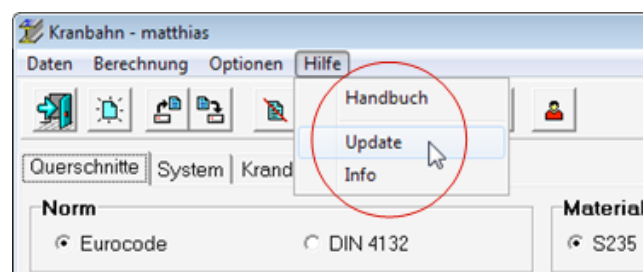 Kranbahn - matthias
Daten Berechnung Optionen Hilfe
Handbuch
Update
Info
Querschnitte System Krand
Norm Material
Eurocode DIN 4132 S235